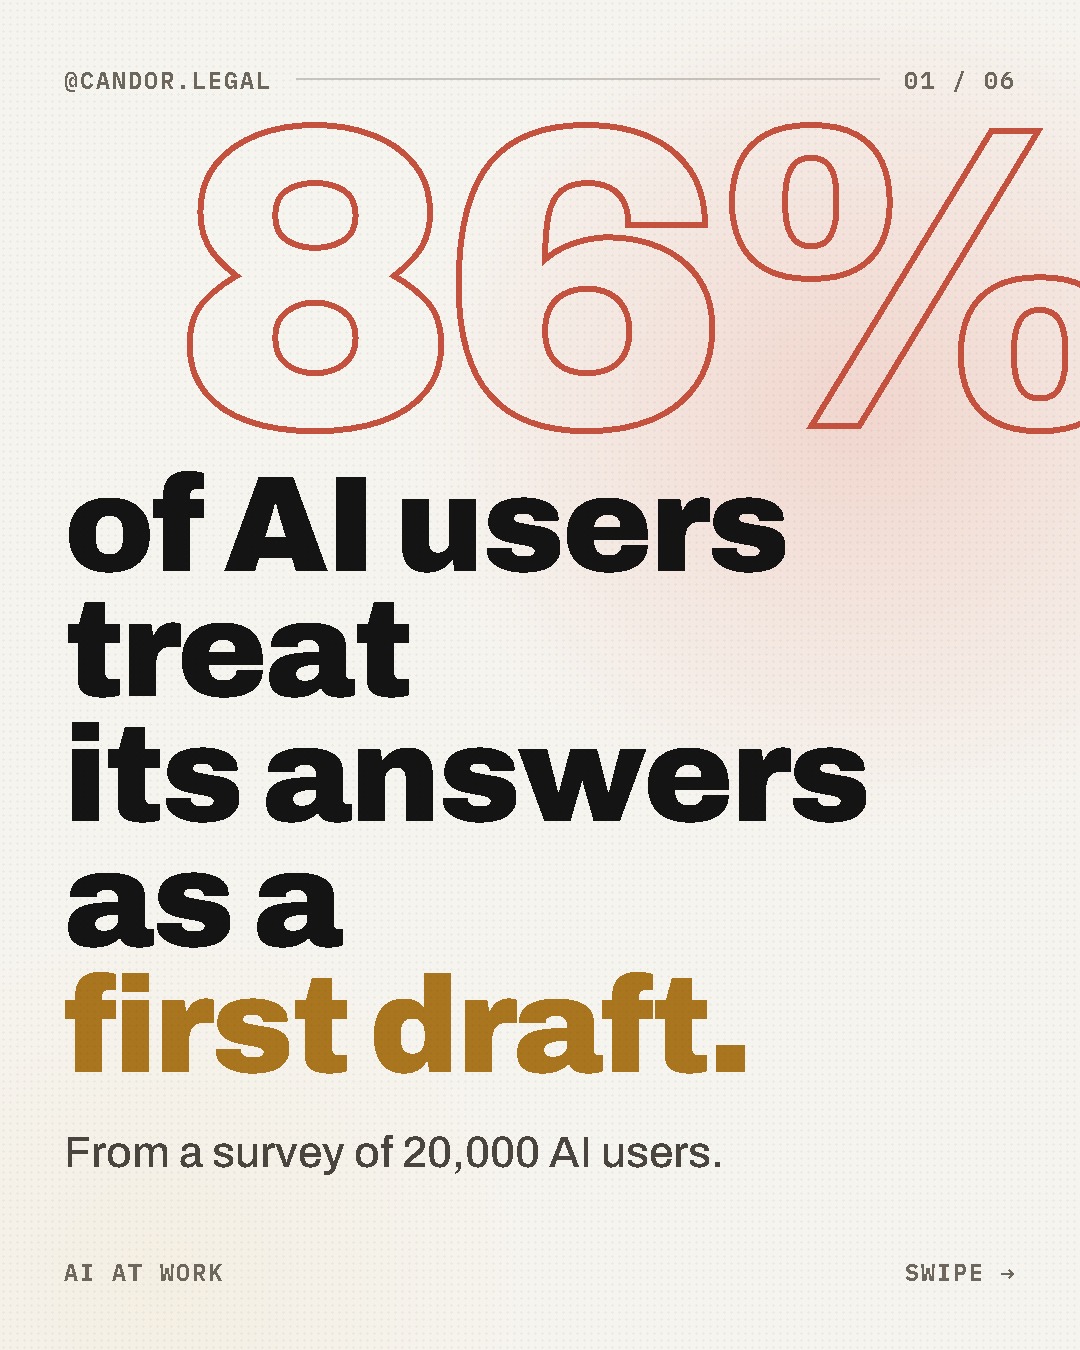 @CANDOR.LEGAL
01 / 06
86%
of AI users
treat
its answers
as a
first draft.
From a survey of 20,000 AI users.
AI AT WORK
SWIPE →